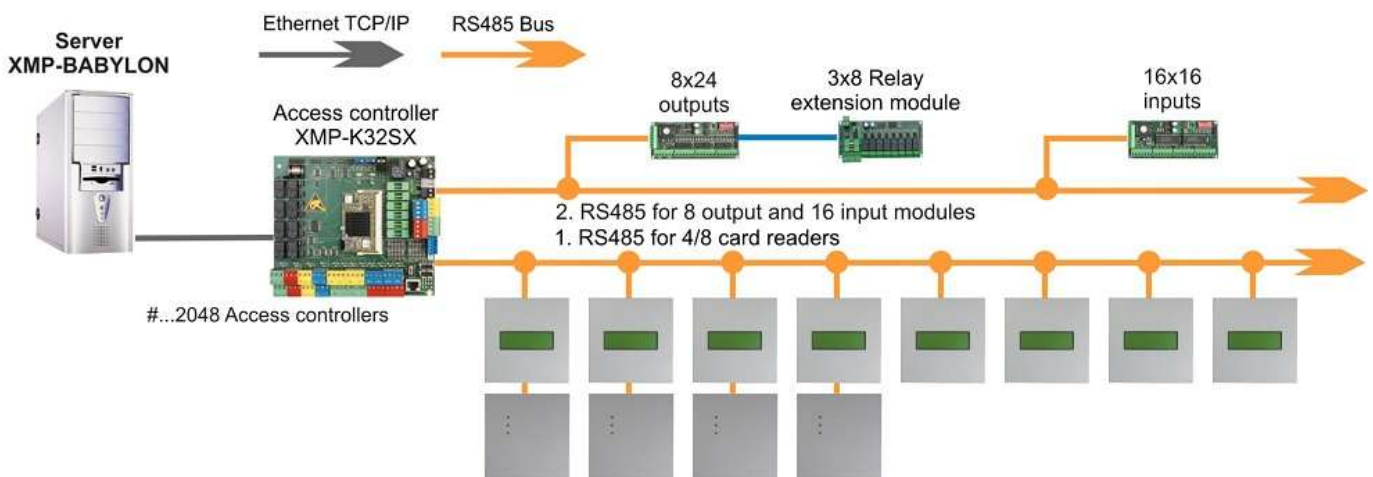 Ethernet TCP/IP
RS485 Bus
Server
XMP-BABYLON
Access controller
XMP-K32SX
8x24
outputs
3x8 Relay
extension module
16x16
inputs
2. RS485 for 8 output and 16 input modules
1. RS485 for 4/8 card readers
#...2048 Access controllers